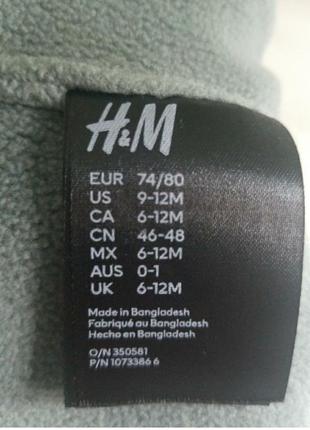 H&M
EUR 74/80
US 9-12M
CA 6-12M
CN 46-48
MX 6-12M
AUS 0-1
UK 6-12M
Made in Bangladesh
Fabriqué au Bangladesh
Hecho en Bangladesh
O/N 350581
P/N 1073386 6